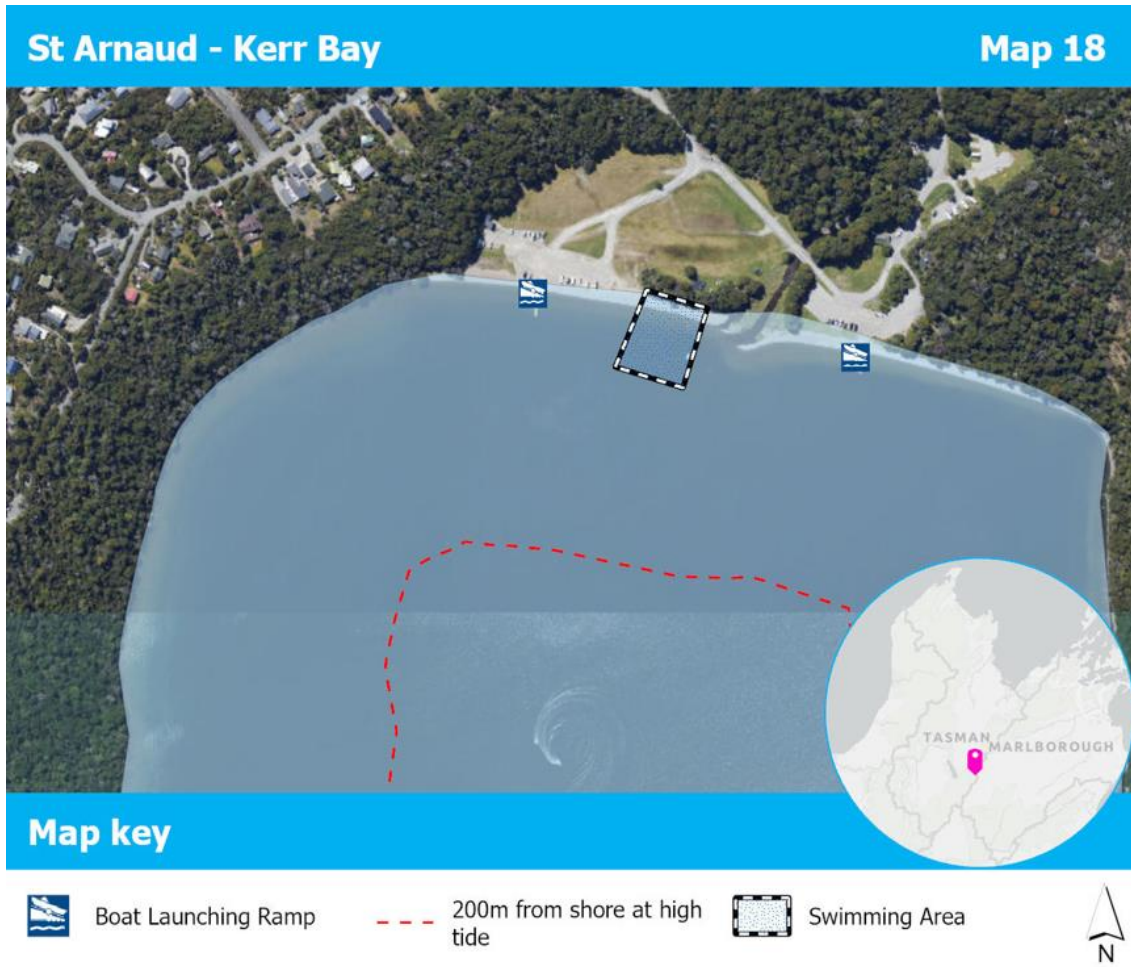 St Arnaud - Kerr Bay
Map 18
TASMAN
MARLBOROUGH
Map key
Boat Launching Ramp
200m from shore at high
tide
Swimming Area
N